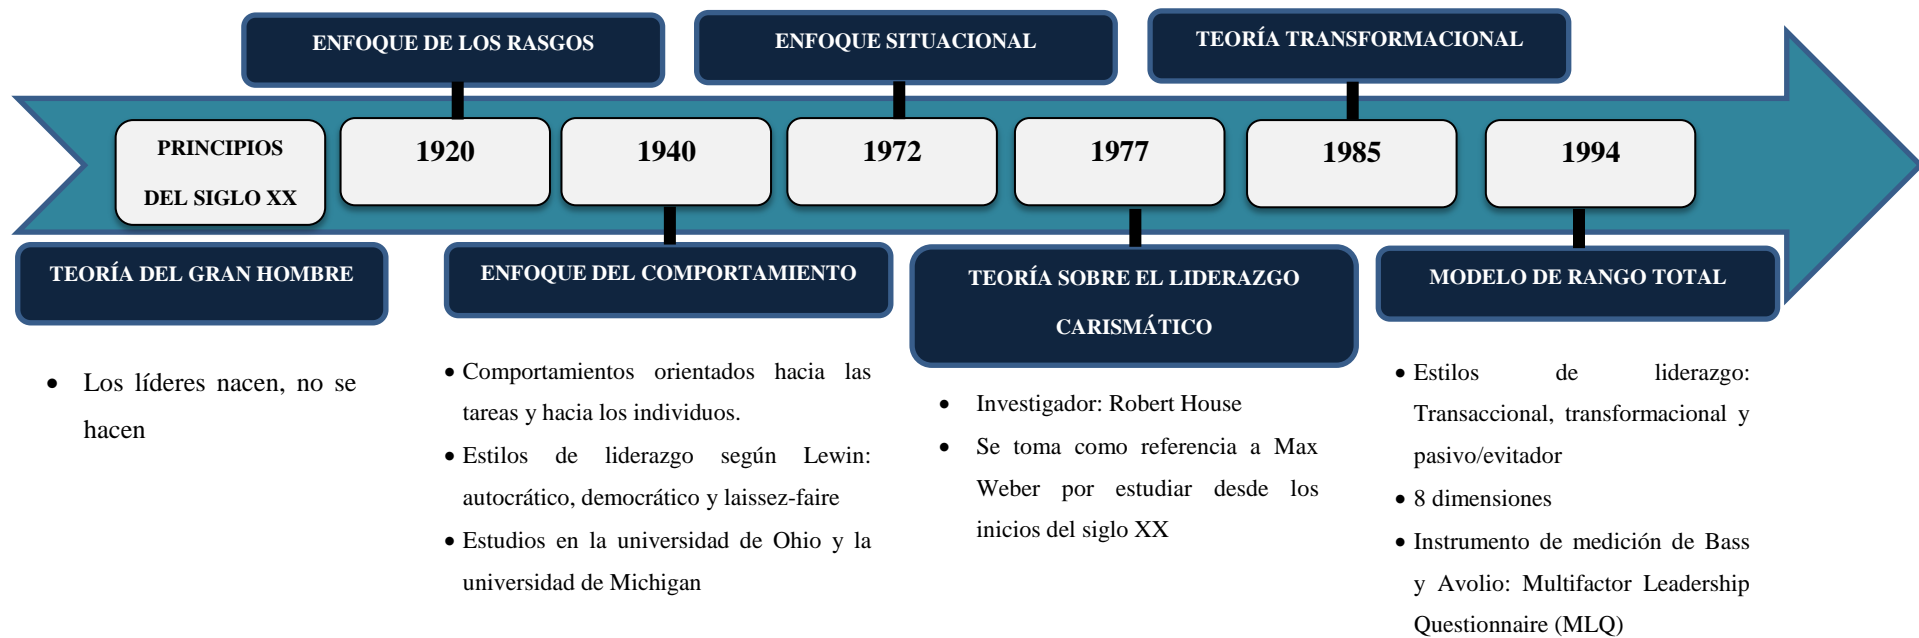 ENFOQUE DE LOS RASGOS
ENFOQUE SITUACIONAL
TEORÍA TRANSFORMACIONAL
PRINCIPIOS
DEL SIGLO XX
1920
1940
1972
1977
1985
1994
TEORÍA DEL GRAN HOMBRE
ENFOQUE DEL COMPORTAMIENTO
TEORÍA SOBRE EL LIDERAZGO
CARISMÁTICO
MODELO DE RANGO TOTAL
• Los líderes nacen, no se
hacen
• Comportamientos orientados hacia las
tareas y hacia los individuos.
• Estilos de liderazgo según Lewin:
autocrático, democrático y laissez-faire
• Estudios en la universidad de Ohio y la
universidad de Michigan
• Investigador: Robert House
• Se toma como referencia a Max
Weber por estudiar desde los
inicios del siglo XX
• Estilos de liderazgo:
Transaccional, transformacional y
pasivo/evitador
• 8 dimensiones
• Instrumento de medición de Bass
y Avolio: Multifactor Leadership
Questionnaire (MLQ)